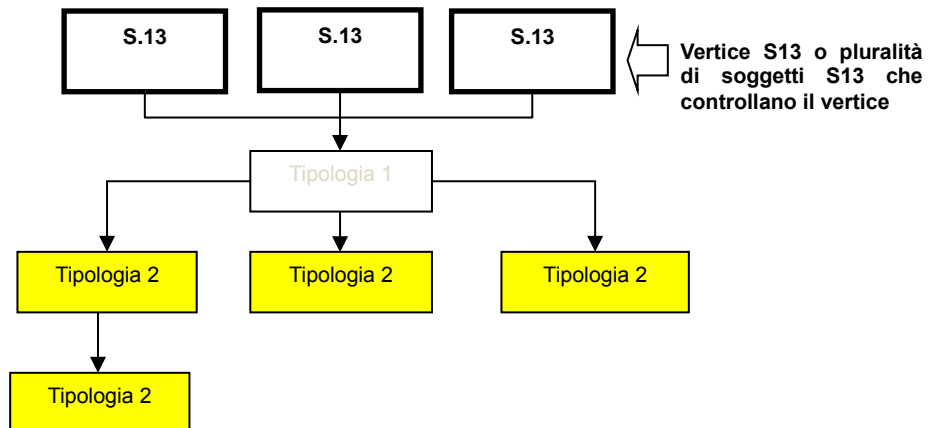 S.13
S.13
S.13
Vertice S13 o pluralità
di soggetti S13 che
controllano il vertice
Tipologia 1
Tipologia 2
Tipologia 2
Tipologia 2
Tipologia 2